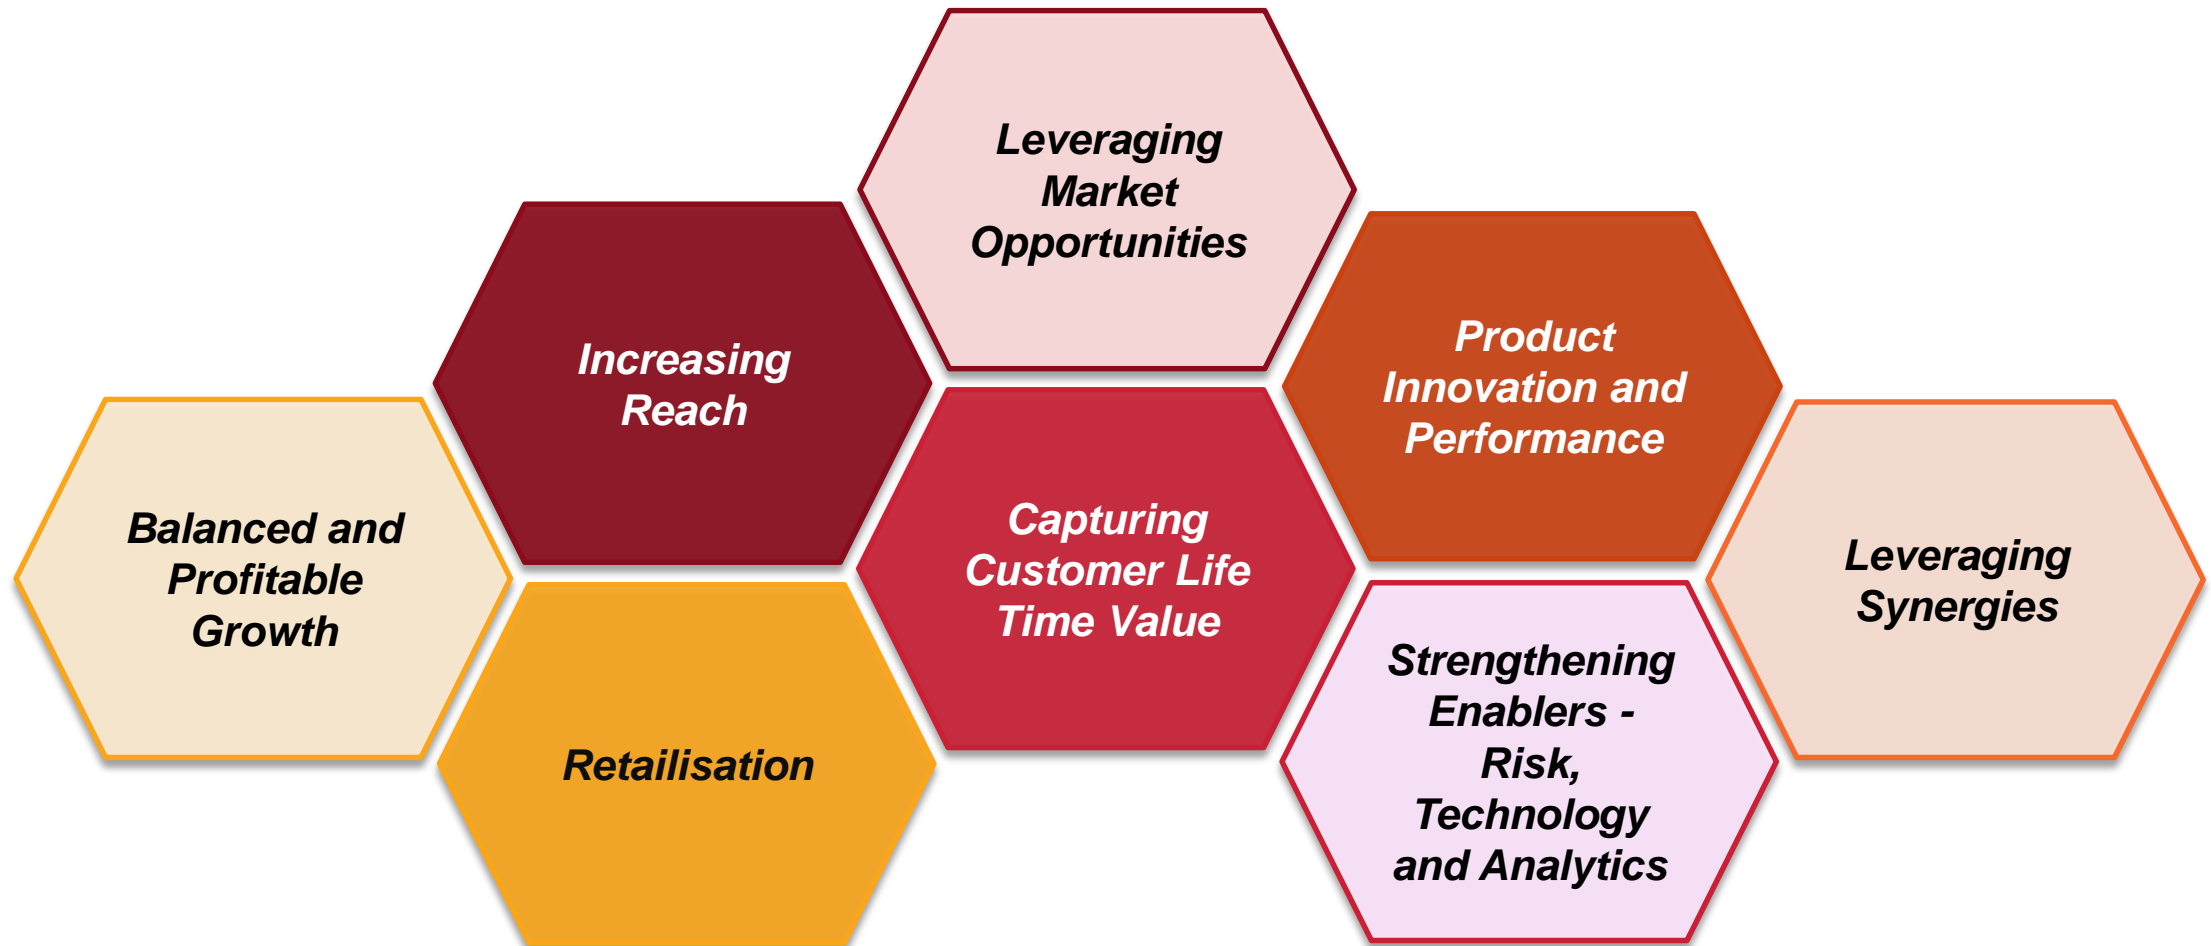 Leveraging
Market
Opportunities
Increasing
Reach
Product
Innovation and
Performance
Balanced and
Profitable
Growth
Capturing
Customer Life
Time Value
Leveraging
Synergies
Retailisation
Strengthening
Enablers -
Risk,
Technology
and Analytics